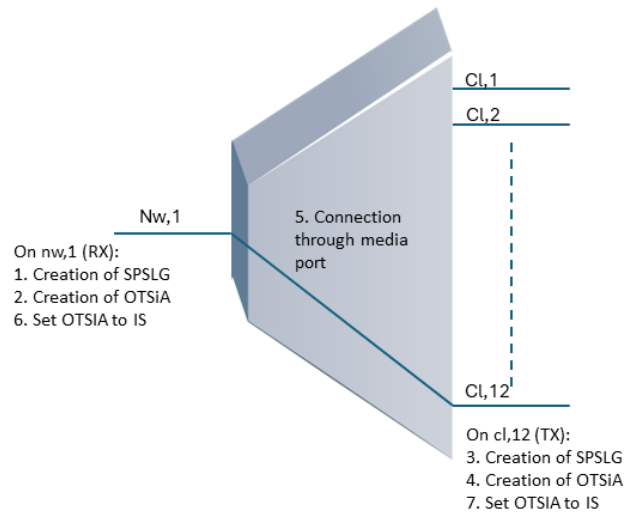 Cl,1
Cl,2
Nw,1
5. Connection
through media
port
On nw,1 (RX):
1. Creation of SPSLG
2. Creation of OTSiA
6. Set OTSIA to IS
Cl,12
On cl,12 (TX):
3. Creation of SPSLG
4. Creation of OTSiA
7. Set OTSIA to IS